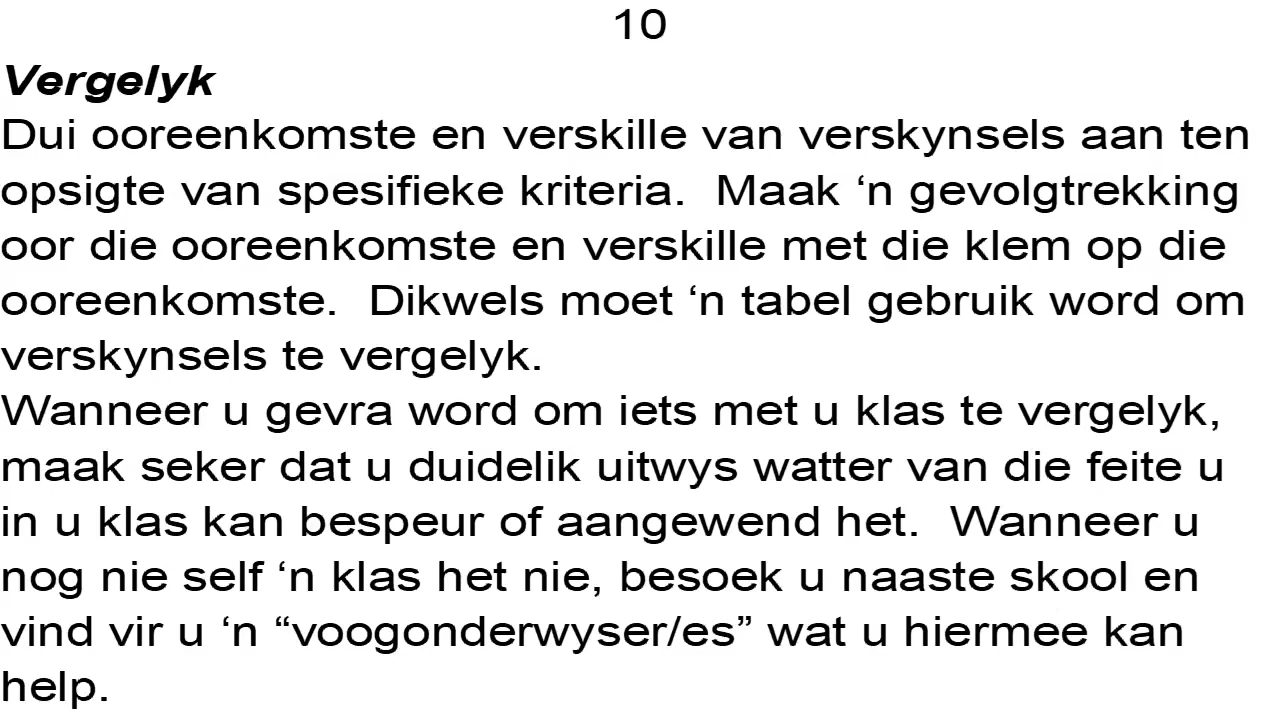 10
Vergelyk
Dui ooreenkomste en verskille van verskynsels aan ten
opsigte van spesifieke kriteria.  Maak ‘n gevolgtrekking
oor die ooreenkomste en verskille met die klem op die
ooreenkomste.  Dikwels moet ‘n tabel gebruik word om
verskynsels te vergelyk.
Wanneer u gevra word om iets met u klas te vergelyk,
maak seker dat u duidelik uitwys watter van die feite u
in u klas kan bespeur of aangewend het.  Wanneer u
nog nie self ‘n klas het nie, besoek u naaste skool en
vind vir u ‘n “voogonderwyser/es” wat u hiermee kan
help.